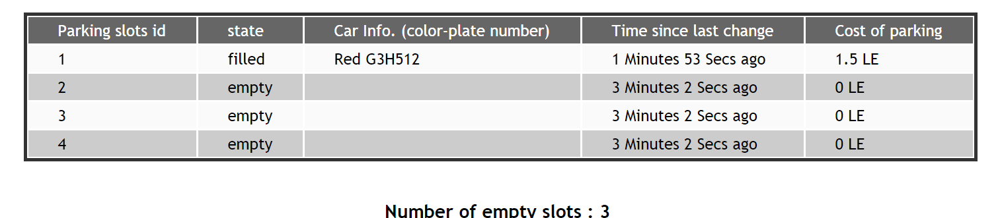 Parking slots id state Car Info. (color-plate number) Time since last change Cost of parking
1 filled Red G3H512 1 Minutes 53 Secs ago 1.5 LE
2 empty 3 Minutes 2 Secs ago 0 LE
3 empty 3 Minutes 2 Secs ago 0 LE
4 empty 3 Minutes 2 Secs ago 0 LE
Number of empty slots : 3